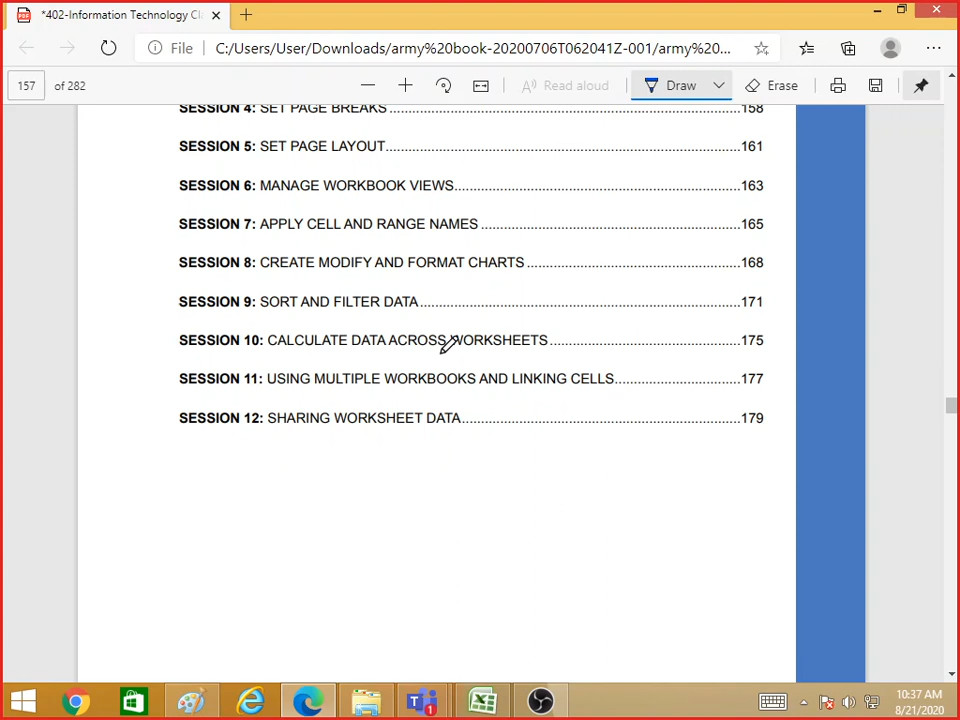 *402-Information Technology Cl
File C:/Users/User/Downloads/army%20book-20200706T062041Z-001/army%20...
157 of 282 Read aloud Draw Erase
SESSION 4: SET PAGE BREAKS 158
SESSION 5: SET PAGE LAYOUT 161
SESSION 6: MANAGE WORKBOOK VIEWS 163
SESSION 7: APPLY CELL AND RANGE NAMES 165
SESSION 8: CREATE MODIFY AND FORMAT CHARTS 168
SESSION 9: SORT AND FILTER DATA 171
SESSION 10: CALCULATE DATA ACROSS WORKSHEETS 175
SESSION 11: USING MULTIPLE WORKBOOKS AND LINKING CELLS 177
SESSION 12: SHARING WORKSHEET DATA 179
10:37 AM
8/21/2020